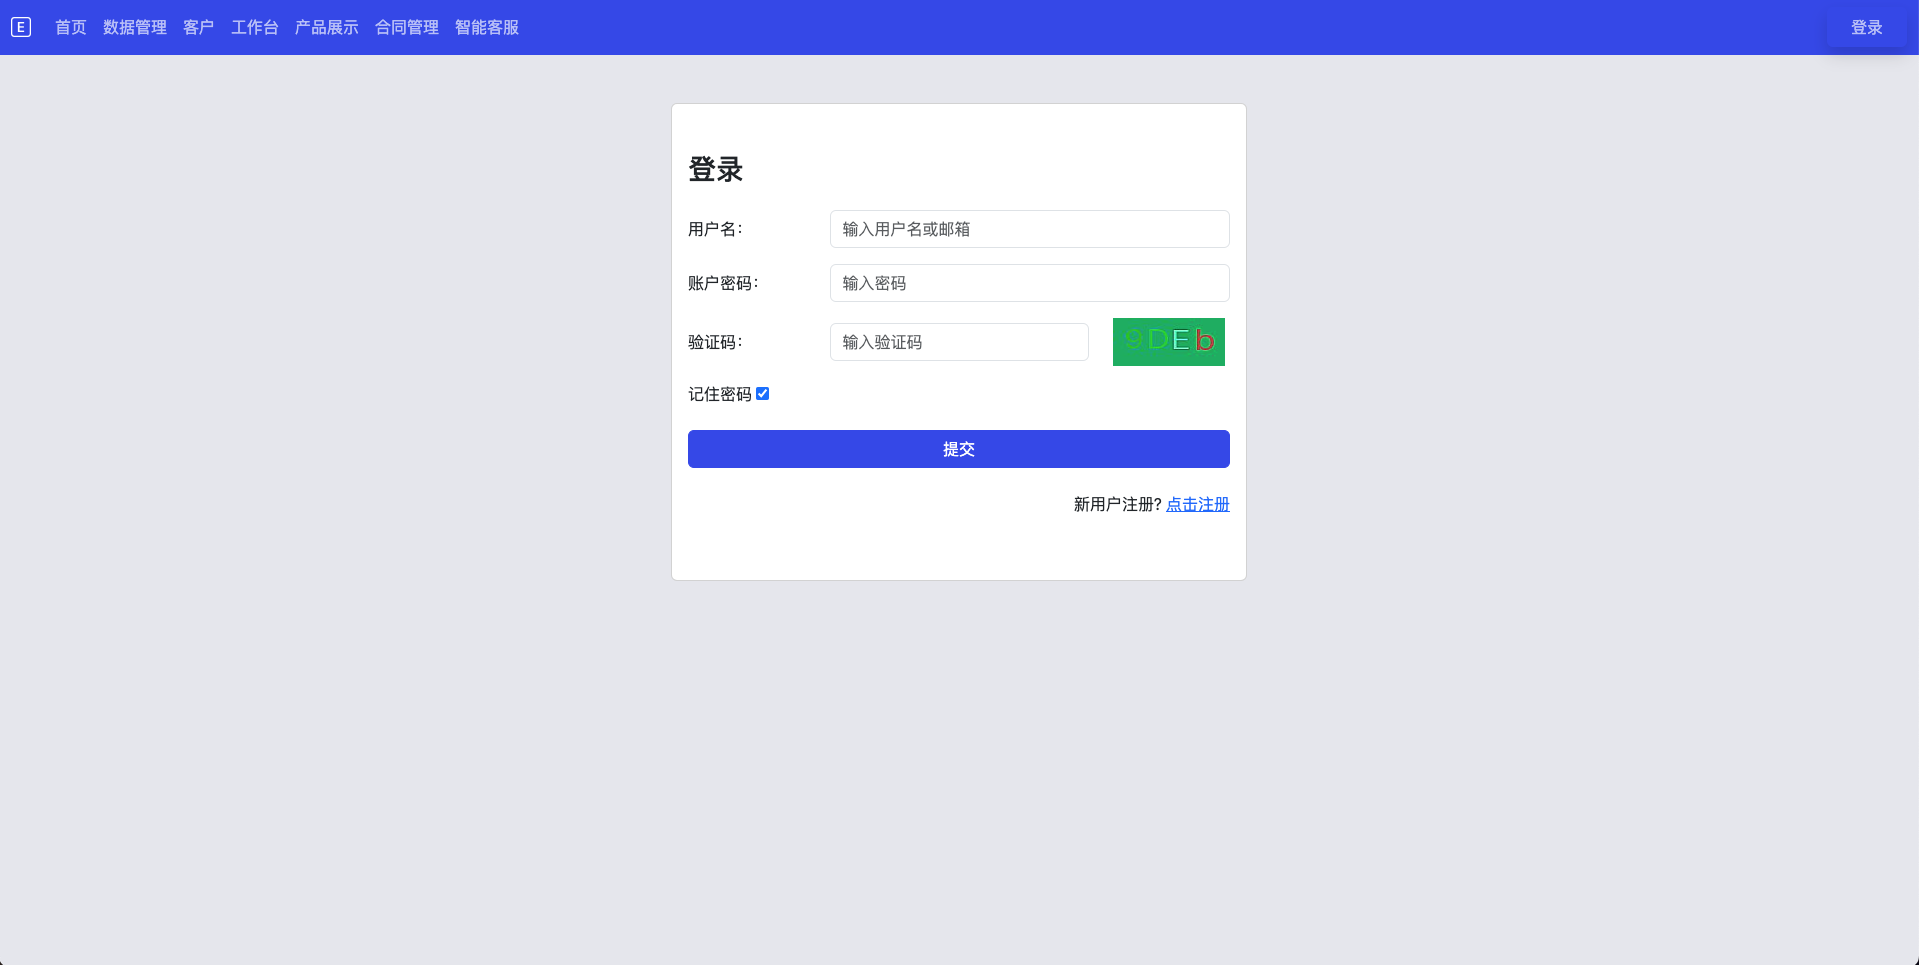 E 首页 数据管理 客户 工作台 产品展示 合同管理 智能客服 登录
登录
用户名: 输入用户名或邮箱
账户密码: 输入密码
验证码: 输入验证码 9DEb
记住密码
提交
新用户注册? 点击注册